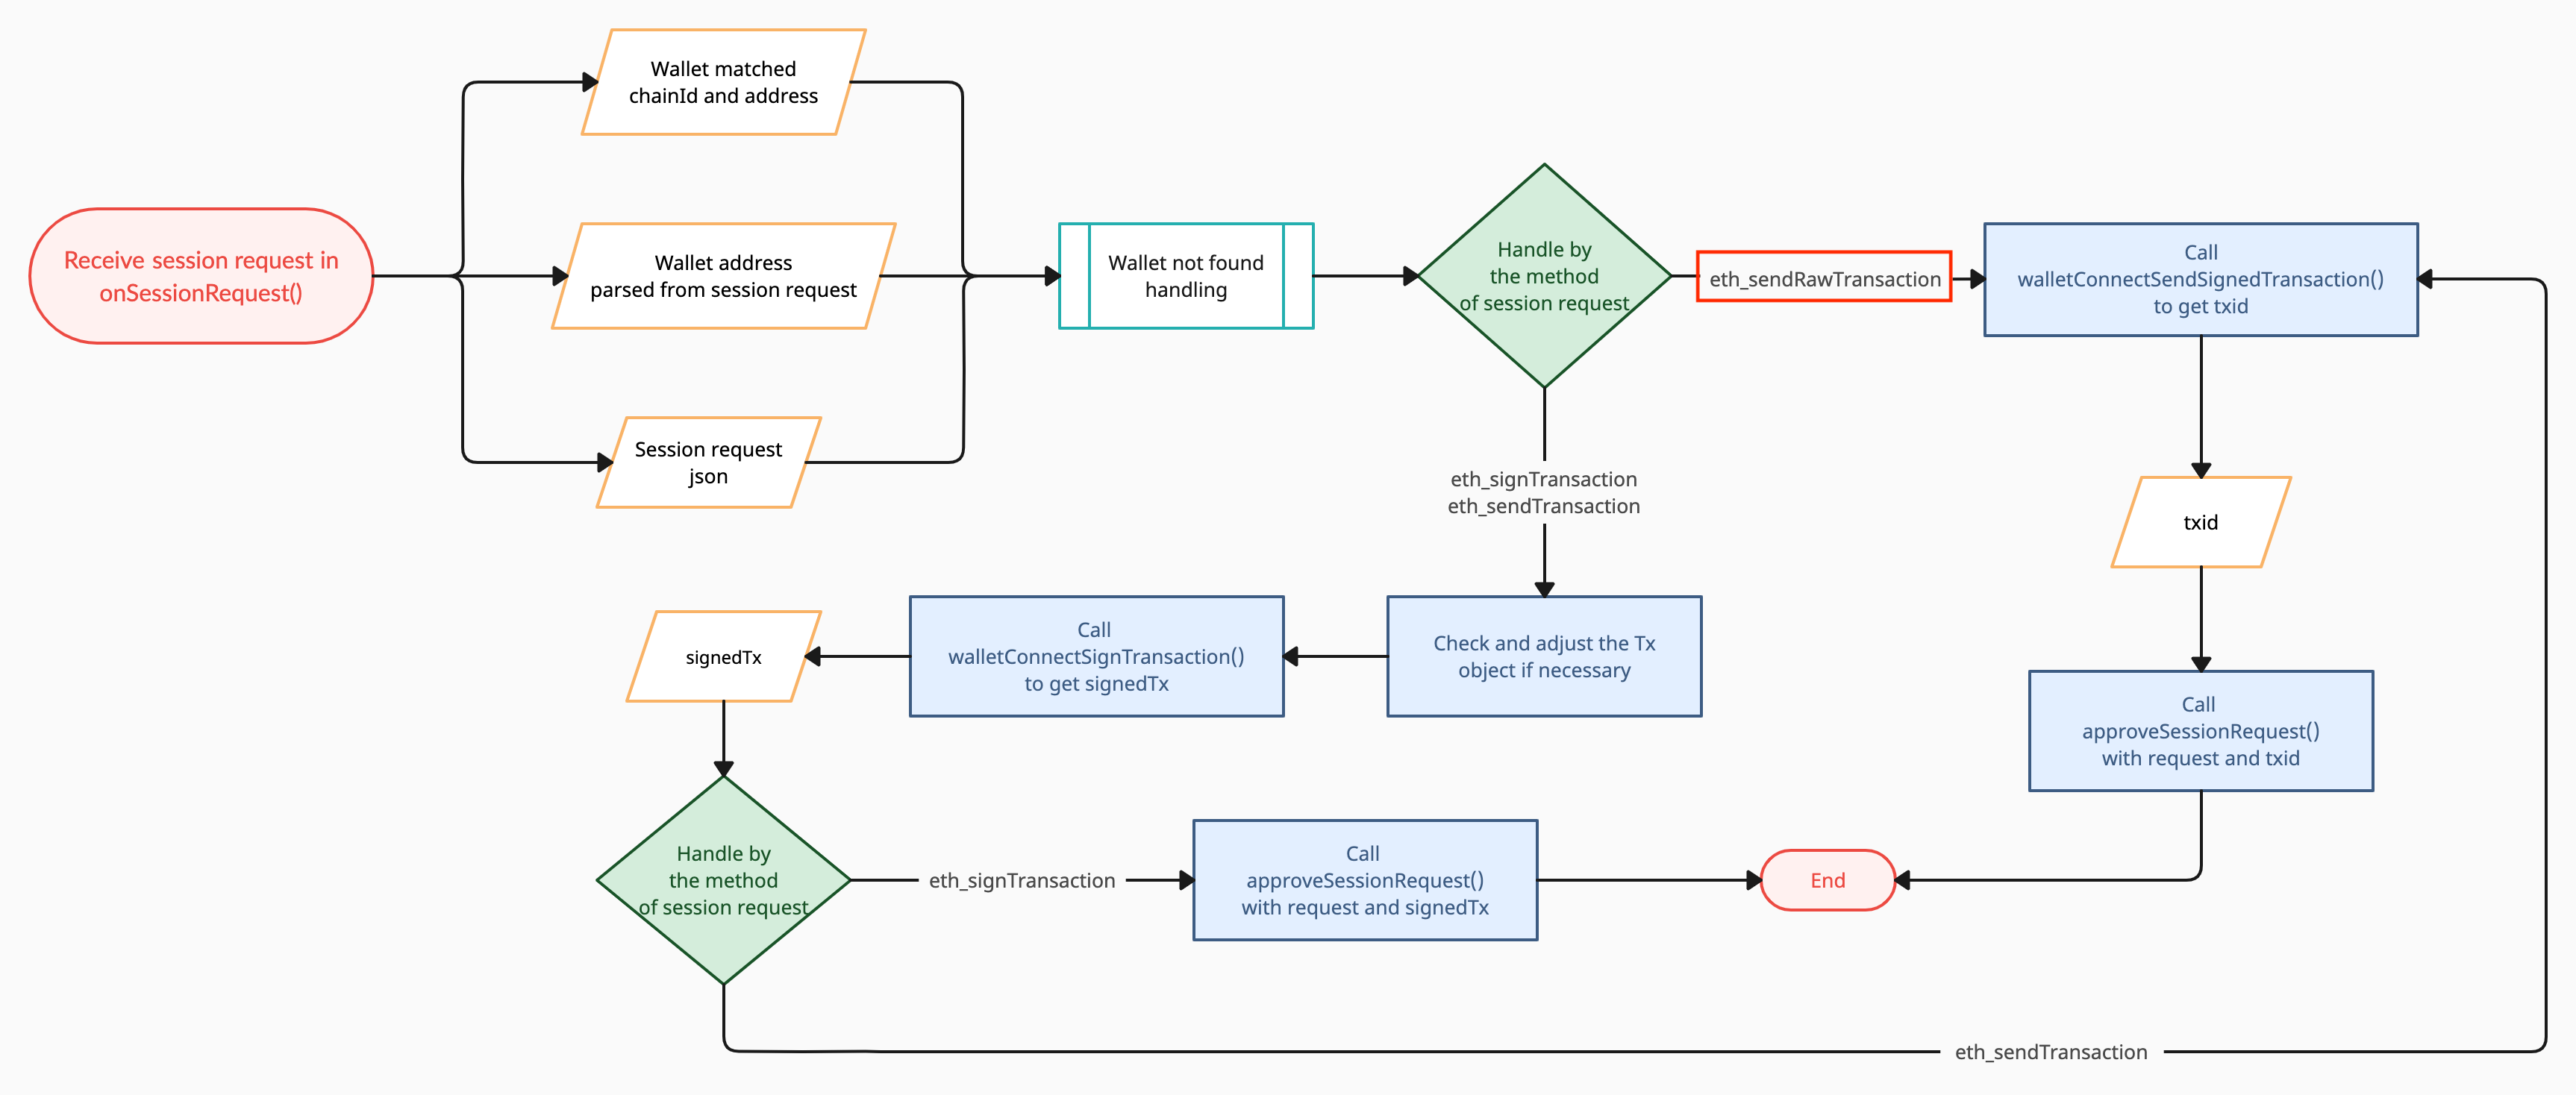 Wallet matched
chainId and address
Receive session request in
onSessionRequest()
Wallet address
parsed from session request
Session request
json
Wallet not found
handling
Handle by
the method
of session request
eth_sendRawTransaction
Call
walletConnectSendSignedTransaction()
to get txid
eth_signTransaction
eth_sendTransaction
txid
Check and adjust the Tx
object if necessary
Call
walletConnectSignTransaction()
to get signedTx
signedTx
Call
approveSessionRequest()
with request and txid
Handle by
the method
of session request
eth_signTransaction
Call
approveSessionRequest()
with request and signedTx
End
eth_sendTransaction